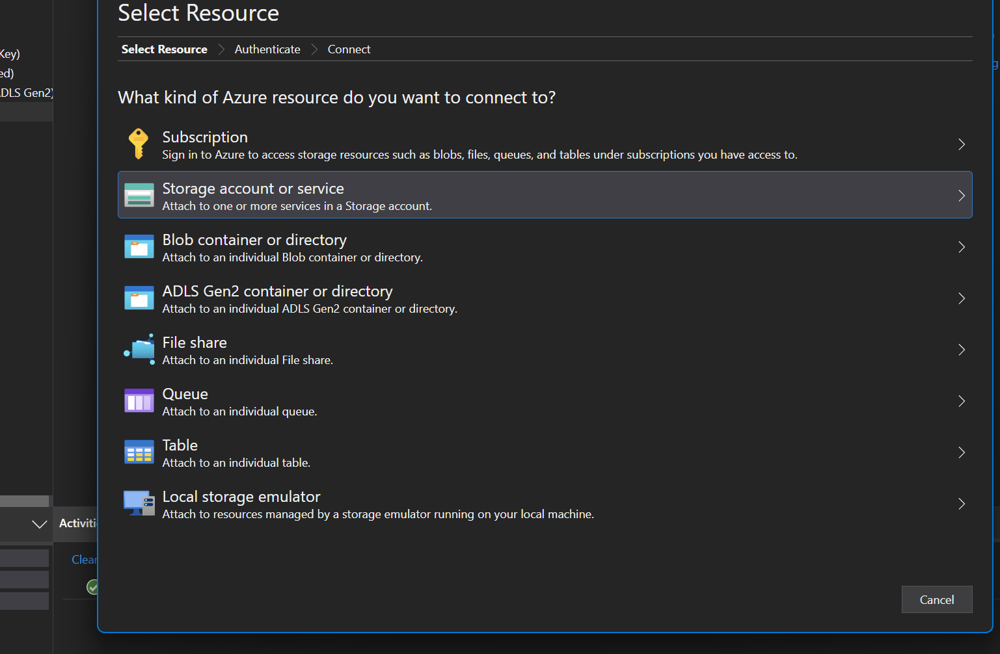 Select Resource
Select Resource
Authenticate
Connect
Key)
ed)
ADLS Gen2)
What kind of Azure resource do you want to connect to?
Subscription
Sign in to Azure to access storage resources such as blobs, files, queues, and tables under subscriptions you have access to.
Storage account or service
Attach to one or more services in a Storage account.
Blob container or directory
Attach to an individual Blob container or directory.
ADLS Gen2 container or directory
Attach to an individual ADLS Gen2 container or directory.
File share
Attach to an individual File share.
Queue
Attach to an individual queue.
Table
Attach to an individual table.
Local storage emulator
Attach to resources managed by a storage emulator running on your local machine.
Activiti
Clear
Cancel